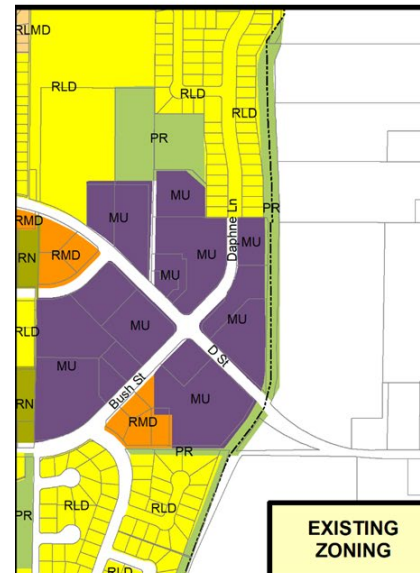 RLMD
RLD
RLD
RLD
PR
MU
MU
PR
Daphne Ln
RMD
RMD
MU
MU
RN
MU
MU
MU
RLD
D St
MU
Bush St
MU
RN
RMD
PR
PR
RLD
RLD
RLD
EXISTING
ZONING